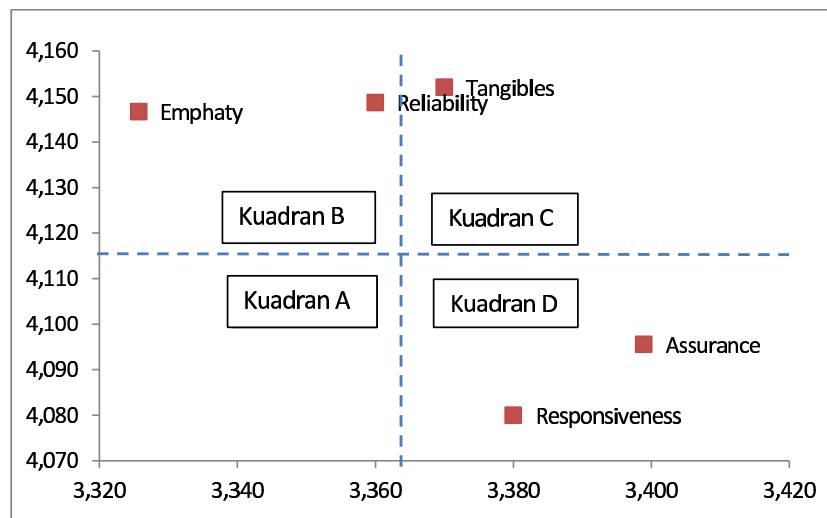 4,160
4,150
4,140
4,130
4,120
4,110
4,100
4,090
4,080
4,070
Tangibles
Reliability
Emphaty
Kuadran B
Kuadran C
Kuadran A
Kuadran D
Assurance
Responsiveness
3,320 3,340 3,360 3,380 3,400 3,420